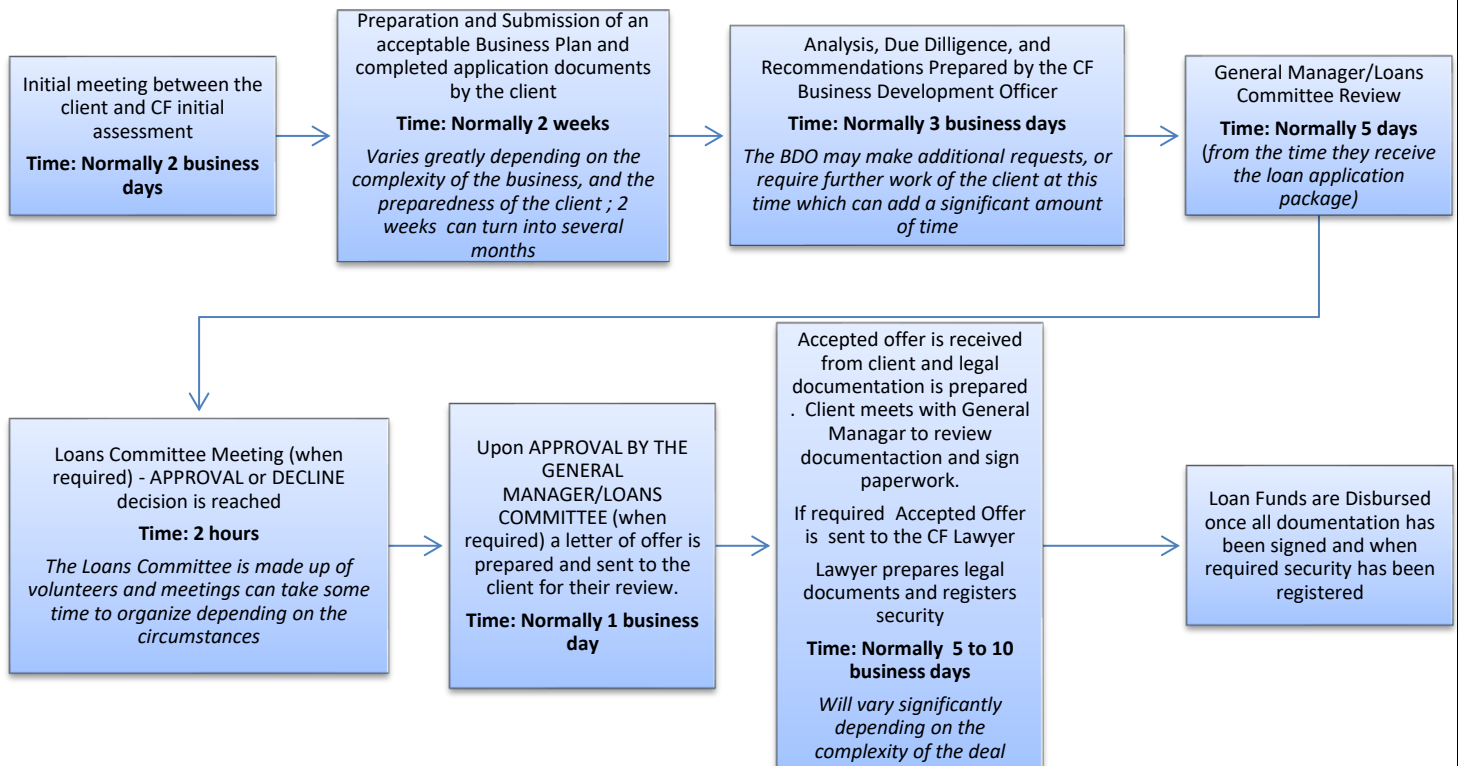 Initial meeting between the
client and CF initial
assessment
Time: Normally 2 business
days
Preparation and Submission of an
acceptable Business Plan and
completed application documents
by the client
Time: Normally 2 weeks
Varies greatly depending on the
complexity of the business, and the
preparedness of the client ; 2
weeks can turn into several
months
Analysis, Due Dilligence, and
Recommendations Prepared by the CF
Business Development Officer
Time: Normally 3 business days
The BDO may make additional requests, or
require further work of the client at this
time which can add a significant amount
of time
General Manager/Loans
Committee Review
Time: Normally 5 days
(from the time they receive
the loan application
package)
Loans Committee Meeting (when
required) - APPROVAL or DECLINE
decision is reached
Time: 2 hours
The Loans Committee is made up of
volunteers and meetings can take some
time to organize depending on the
circumstances
Upon APPROVAL BY THE
GENERAL
MANAGER/LOANS
COMMITTEE (when
required) a letter of offer is
prepared and sent to the
client for their review.
Time: Normally 1 business
day
Accepted offer is received
from client and legal
documentation is prepared
. Client meets with General
Managar to review
documentaction and sign
paperwork.
If required Accepted Offer
is sent to the CF Lawyer
Lawyer prepares legal
documents and registers
security
Time: Normally 5 to 10
business days
Will vary significantly
depending on the
complexity of the deal
Loan Funds are Disbursed
once all doumentation has
been signed and when
required security has been
registered